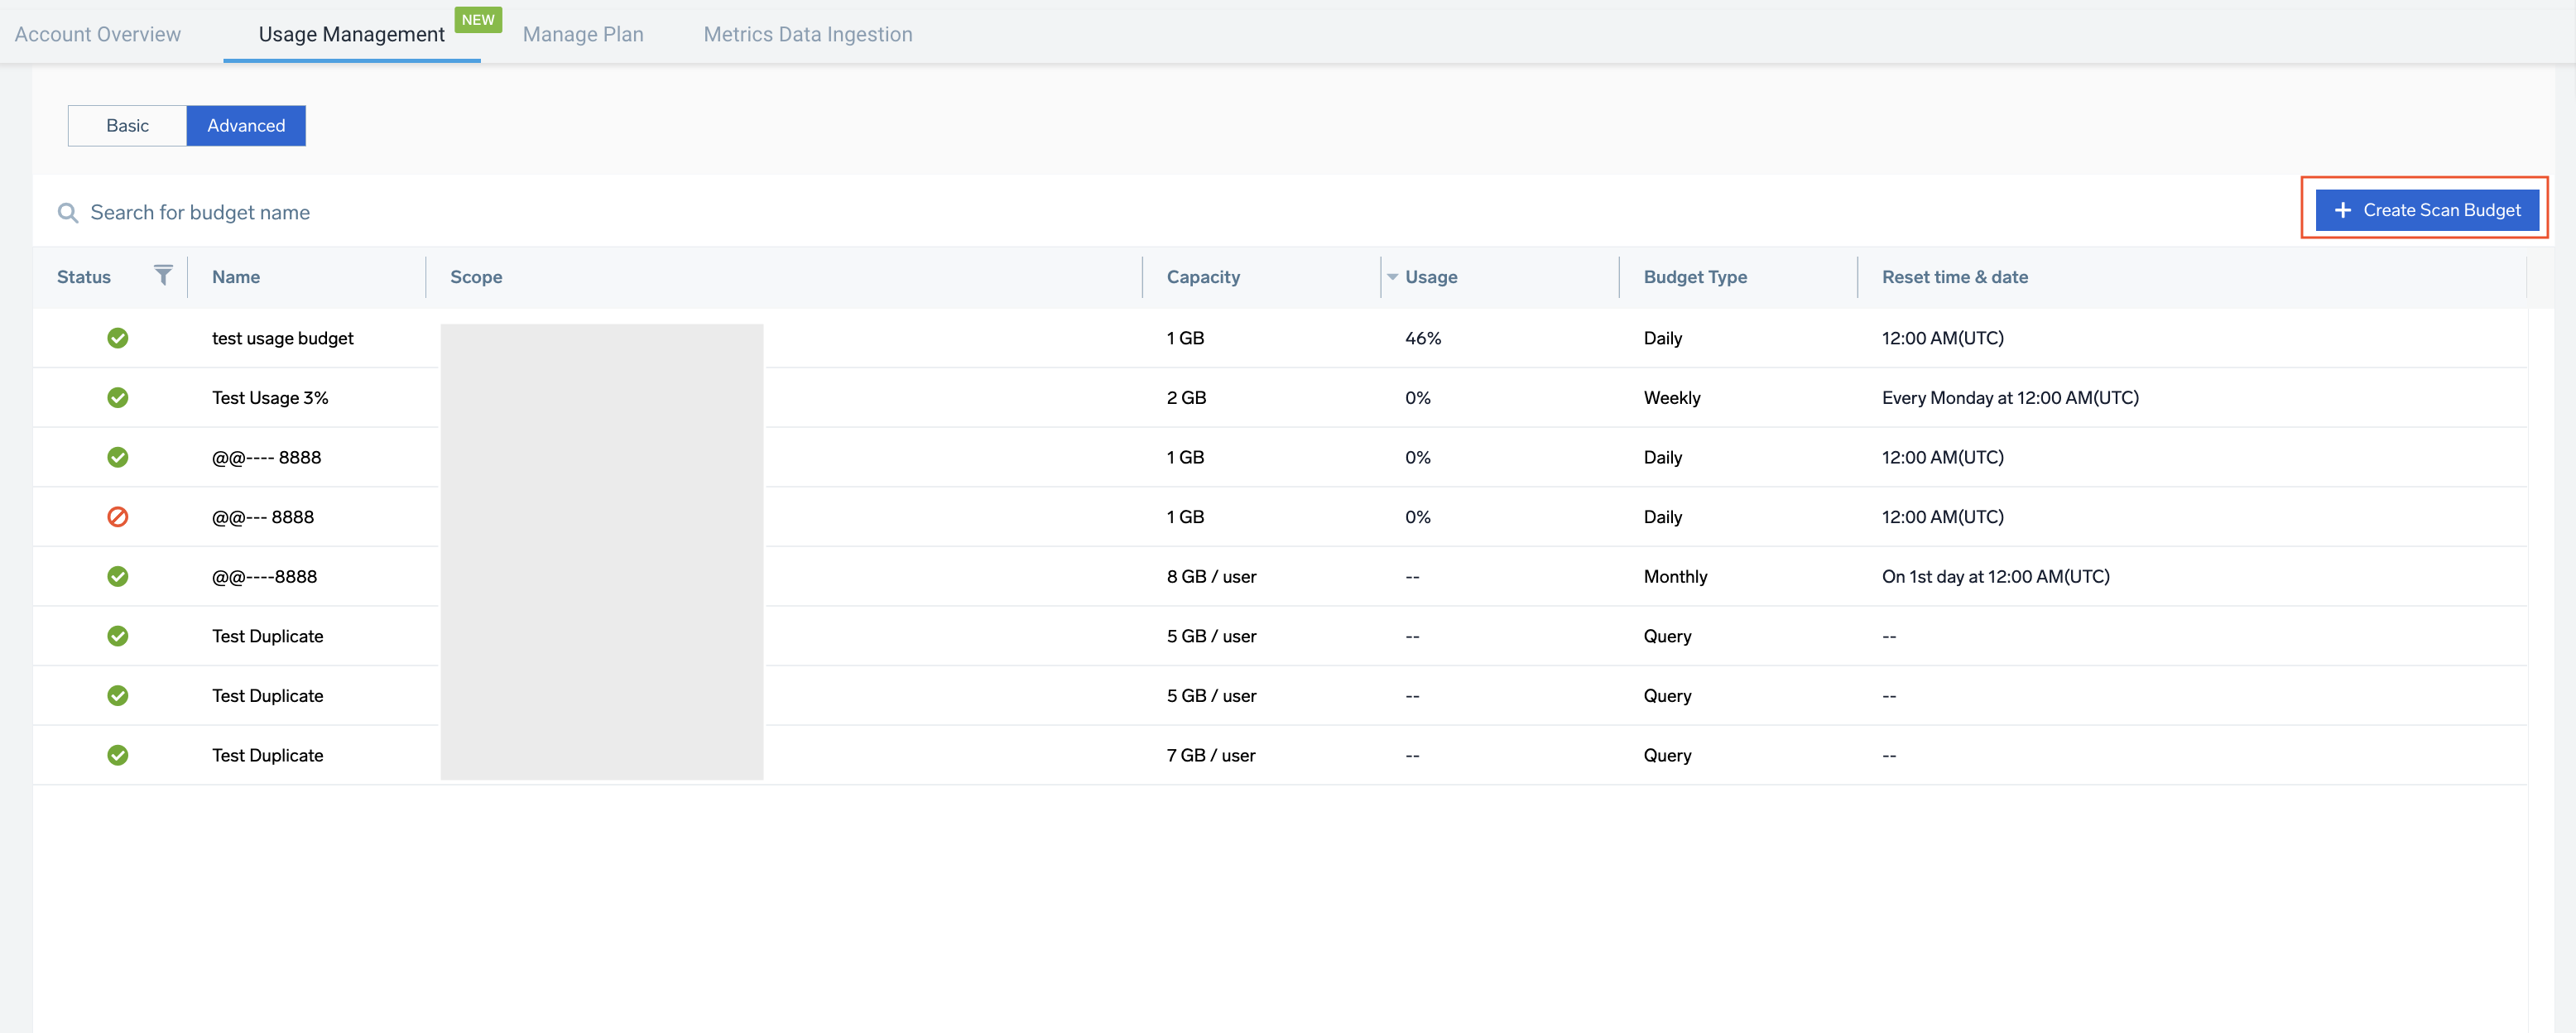 Account Overview Usage Management NEW Manage Plan Metrics Data Ingestion
Basic Advanced
Search for budget name + Create Scan Budget
Status Name Scope Capacity Usage Budget Type Reset time & date
test usage budget 1 GB 46% Daily 12:00 AM(UTC)
Test Usage 3% 2 GB 0% Weekly Every Monday at 12:00 AM(UTC)
@@---- 8888 1 GB 0% Daily 12:00 AM(UTC)
@@--- 8888 1 GB 0% Daily 12:00 AM(UTC)
@@----8888 8 GB / user -- Monthly On 1st day at 12:00 AM(UTC)
Test Duplicate 5 GB / user -- Query --
Test Duplicate 5 GB / user -- Query --
Test Duplicate 7 GB / user -- Query --